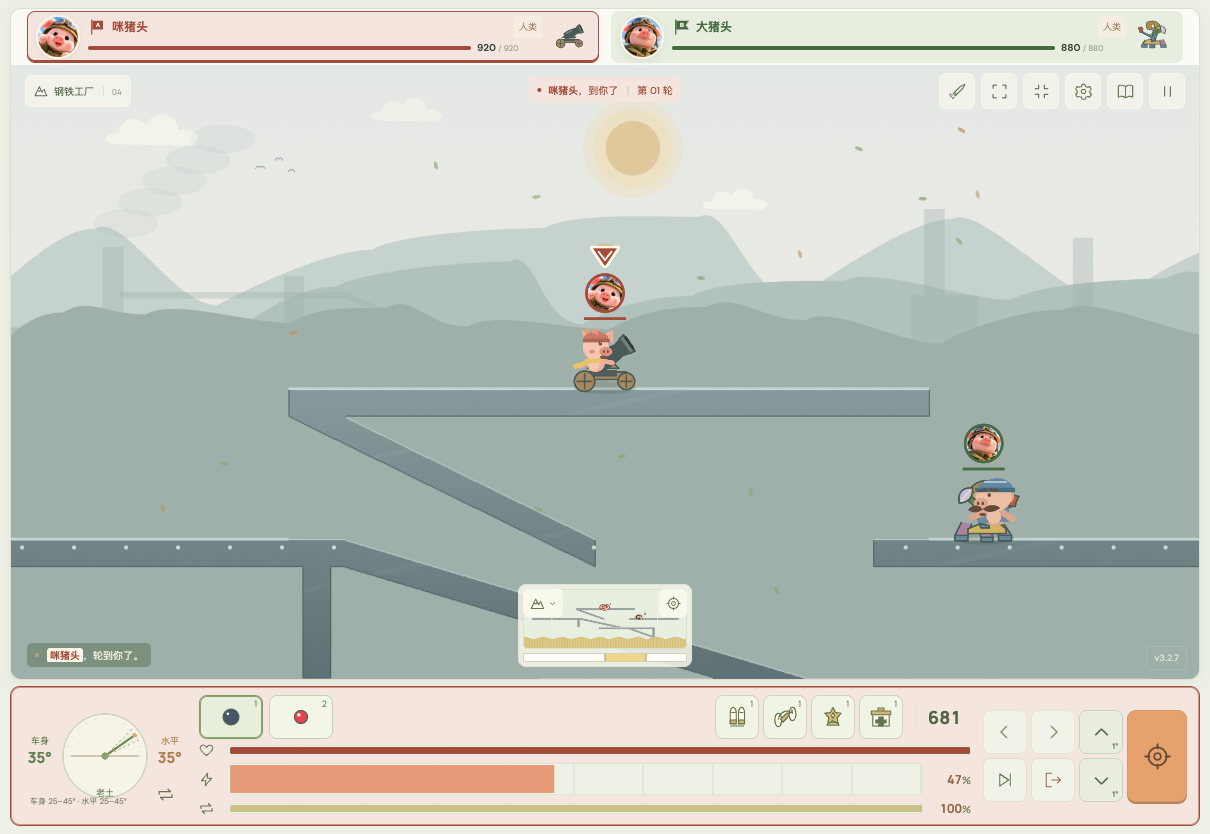 咪猪头
人类
920 / 920
大猪头
人类
880 / 880
钢铁工厂 04
咪猪头，到你了 第 01 轮
咪猪头，轮到你了。
v3.2.7
1
2
1
1
1
1
681
车身
35°
水平
35°
老土
车身 25–45° · 水平 25–45°
47%
100%
1°
1°